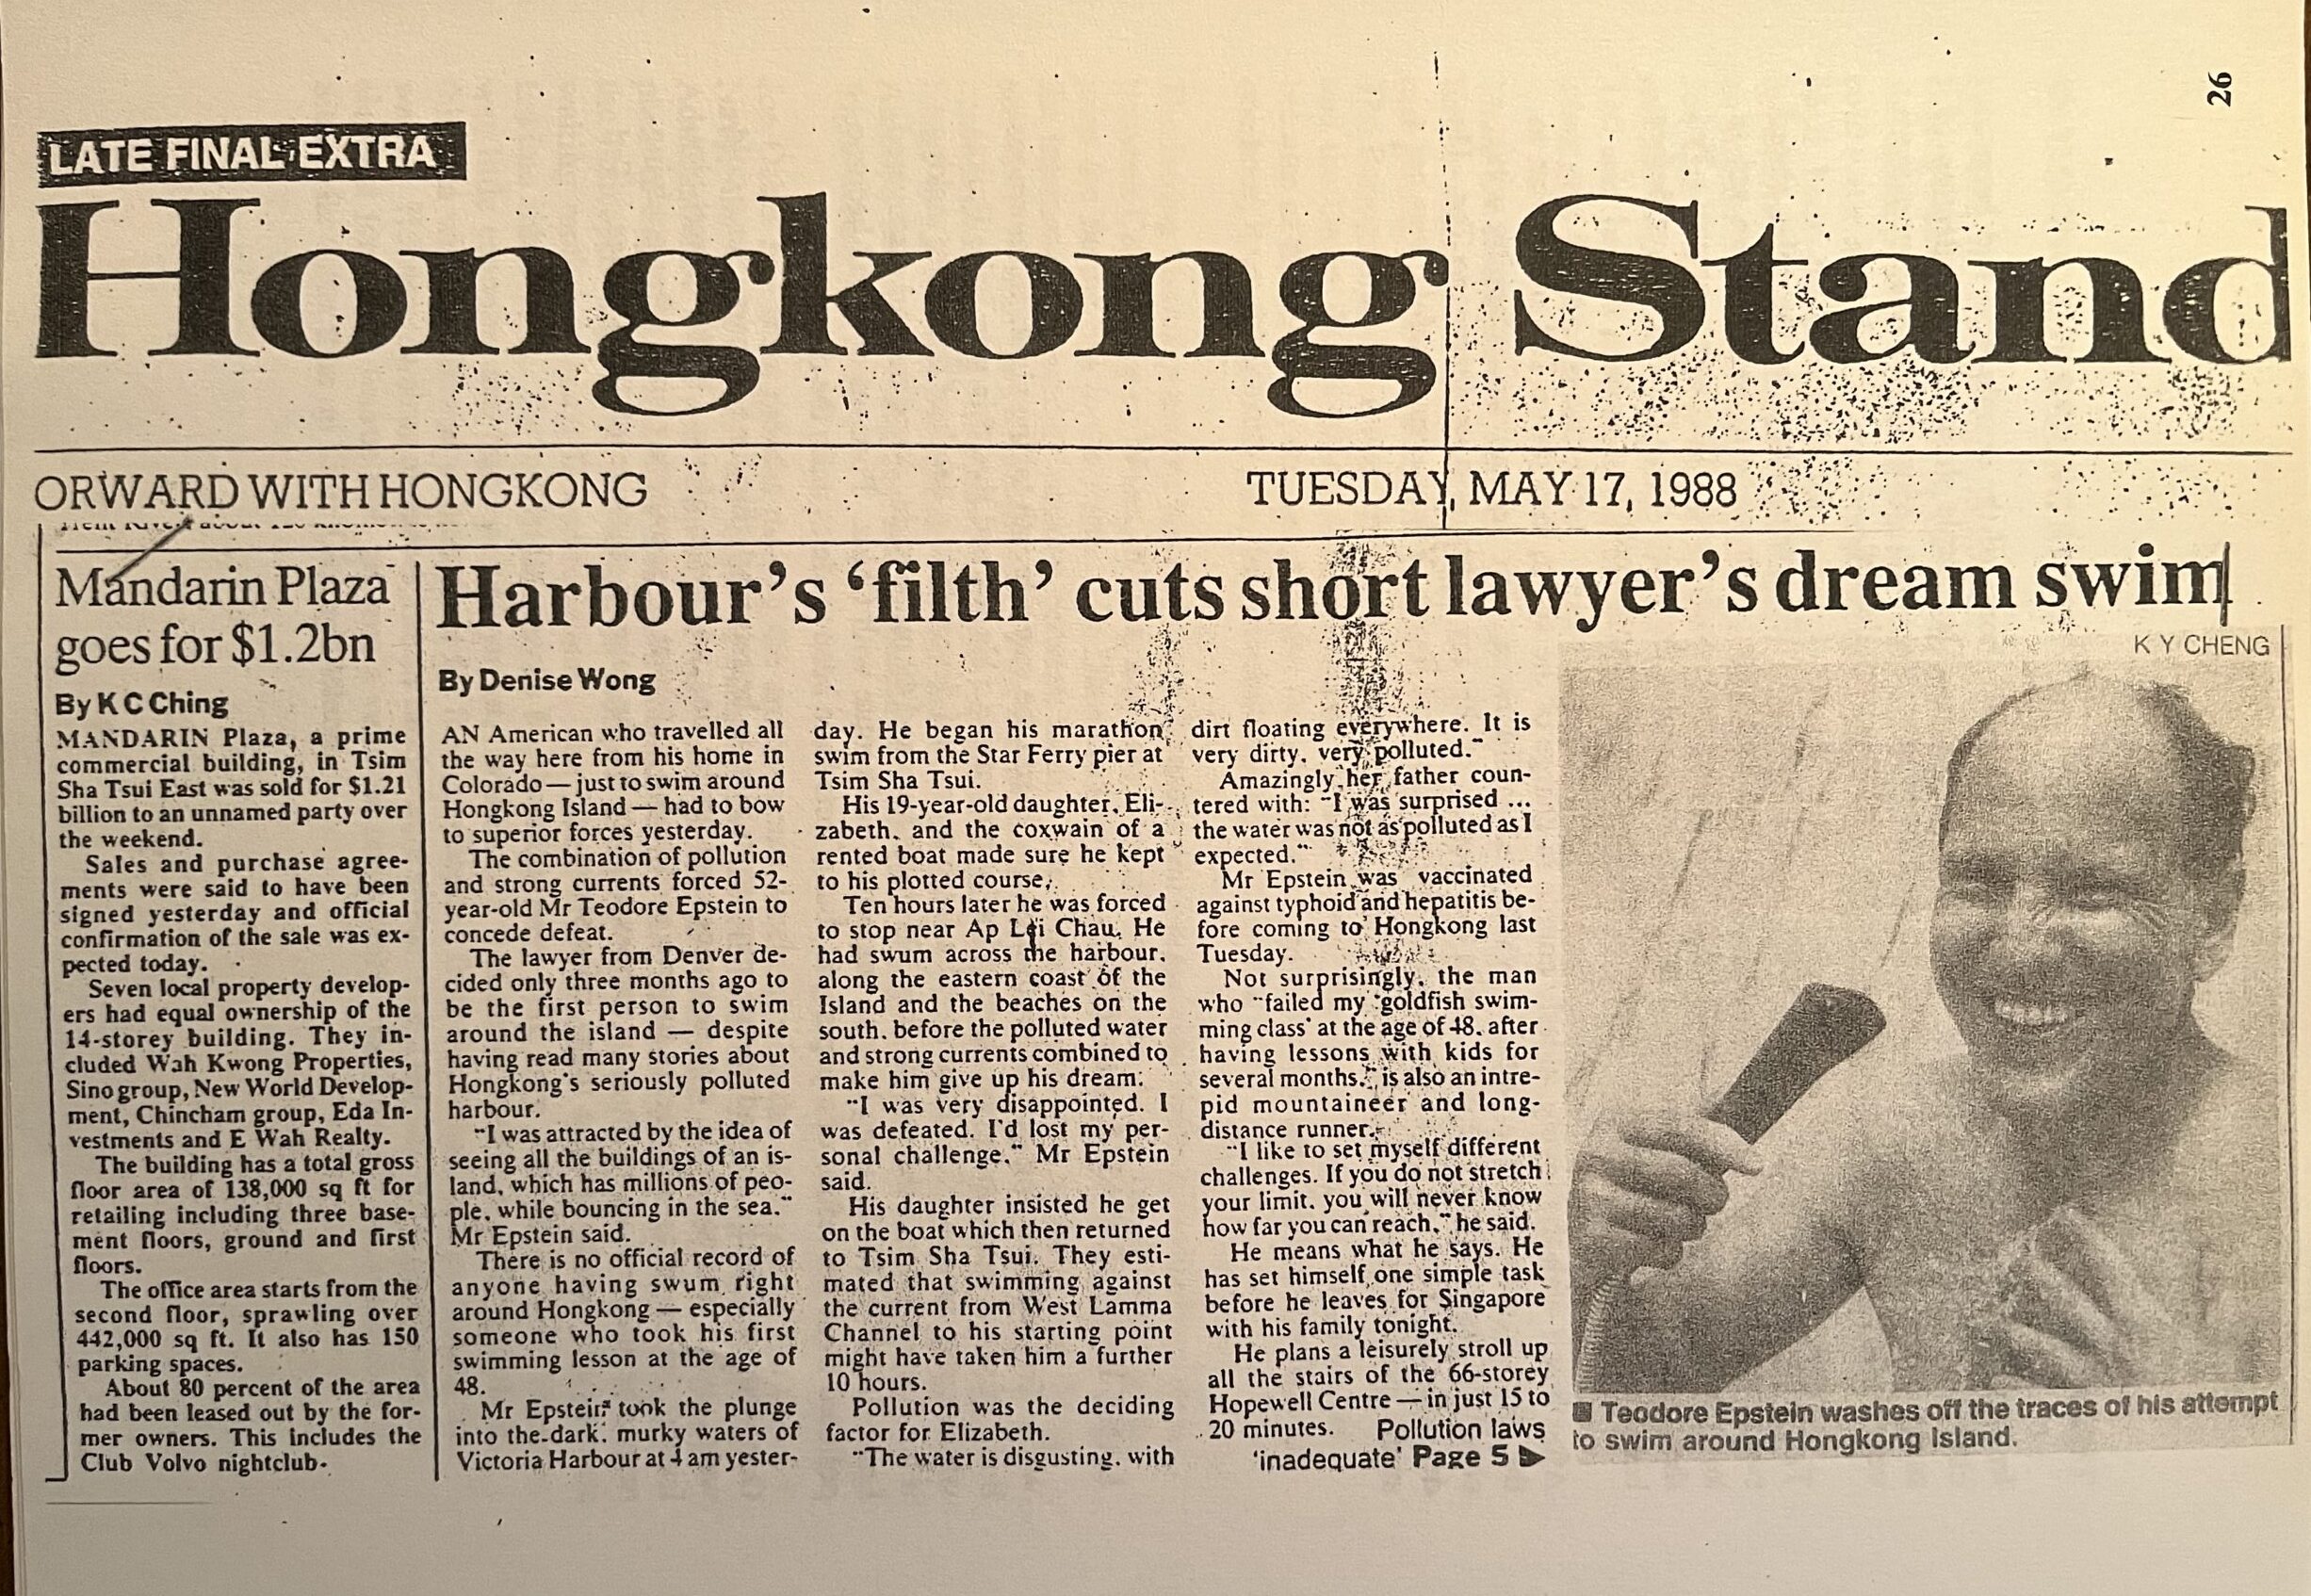 26
LATE FINAL EXTRA
Hongkong Stand
ORWARD WITH HONGKONG
TUESDAY, MAY 17, 1988
Mandarin Plaza
goes for $1.2bn
By K C Ching
MANDARIN Plaza, a prime
commercial building, in Tsim
Sha Tsui East was sold for $1.21
billion to an unnamed party over
the weekend.
Sales and purchase agree-
ments were said to have been
signed yesterday and official
confirmation of the sale was ex-
pected today.
Seven local property develop-
ers had equal ownership of the
14-storey building. They in-
cluded Wah Kwong Properties,
Sino group, New World Develop-
ment, Chincham group, Eda In-
vestments and E Wah Realty.
The building has a total gross
floor area of 138,000 sq ft for
retailing including three base-
ment floors, ground and first
floors.
The office area starts from the
second floor, sprawling over
442,000 sq ft. It also has 150
parking spaces.
About 80 percent of the area
had been leased out by the for-
mer owners. This includes the
Club Volvo nightclub.
Harbour's 'filth' cuts short lawyer's dream swim
By Denise Wong
AN American who travelled all
the way here from his home in
Colorado — just to swim around
Hongkong Island — had to bow
to superior forces yesterday.
The combination of pollution
and strong currents forced 52-
year-old Mr Teodore Epstein to
concede defeat.
The lawyer from Denver de-
cided only three months ago to
be the first person to swim
around the island — despite
having read many stories about
Hongkong's seriously polluted
harbour.
"I was attracted by the idea of
seeing all the buildings of an is-
land, which has millions of peo-
ple, while bouncing in the sea."
Mr Epstein said.
There is no official record of
anyone having swum right
around Hongkong — especially
someone who took his first
swimming lesson at the age of
48.
Mr Epstein took the plunge
into the dark, murky waters of
Victoria Harbour at 4 am yester-
day. He began his marathon
swim from the Star Ferry pier at
Tsim Sha Tsui.
His 19-year-old daughter, Eli-
zabeth, and the coxwain of a
rented boat made sure he kept
to his plotted course.
Ten hours later he was forced
to stop near Ap Lei Chau. He
had swum across the harbour,
along the eastern coast of the
Island and the beaches on the
south, before the polluted water
and strong currents combined to
make him give up his dream.
"I was very disappointed. I
was defeated. I'd lost my per-
sonal challenge," Mr Epstein
said.
His daughter insisted he get
on the boat which then returned
to Tsim Sha Tsui. They esti-
mated that swimming against
the current from West Lamma
Channel to his starting point
might have taken him a further
10 hours.
Pollution was the deciding
factor for Elizabeth.
"The water is disgusting, with
dirt floating everywhere. It is
very dirty, very polluted."
Amazingly her father coun-
tered with: "I was surprised ...
the water was not as polluted as I
expected."
Mr Epstein was vaccinated
against typhoid and hepatitis be-
fore coming to Hongkong last
Tuesday.
Not surprisingly, the man
who "failed my 'goldfish swim-
ming class' at the age of 48, after
having lessons with kids for
several months," is also an intre-
pid mountaineer and long-
distance runner.
"I like to set myself different
challenges. If you do not stretch
your limit, you will never know
how far you can reach," he said.
He means what he says. He
has set himself one simple task
before he leaves for Singapore
with his family tonight.
He plans a leisurely stroll up
all the stairs of the 66-storey
Hopewell Centre — in just 15 to
20 minutes. Pollution laws
'inadequate' Page 5
K Y CHENG
Teodore Epstein washes off the traces of his attempt
to swim around Hongkong Island.